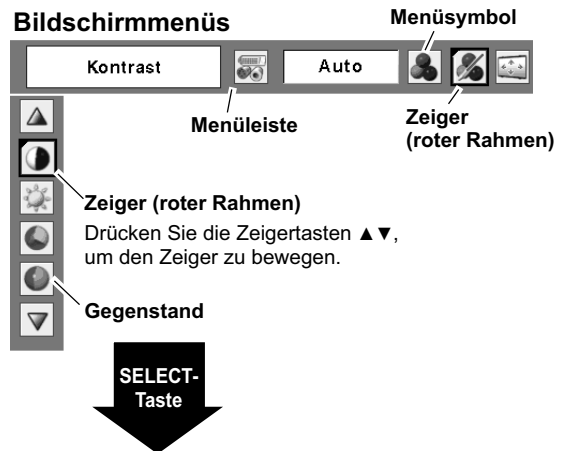 Bildschirmmenüs
Menüsymbol
Kontrast
Auto
Menüleiste
Zeiger
(roter Rahmen)
Zeiger (roter Rahmen)
Drücken Sie die Zeigertasten ▲▼,
um den Zeiger zu bewegen.
Gegenstand
SELECT-
Taste